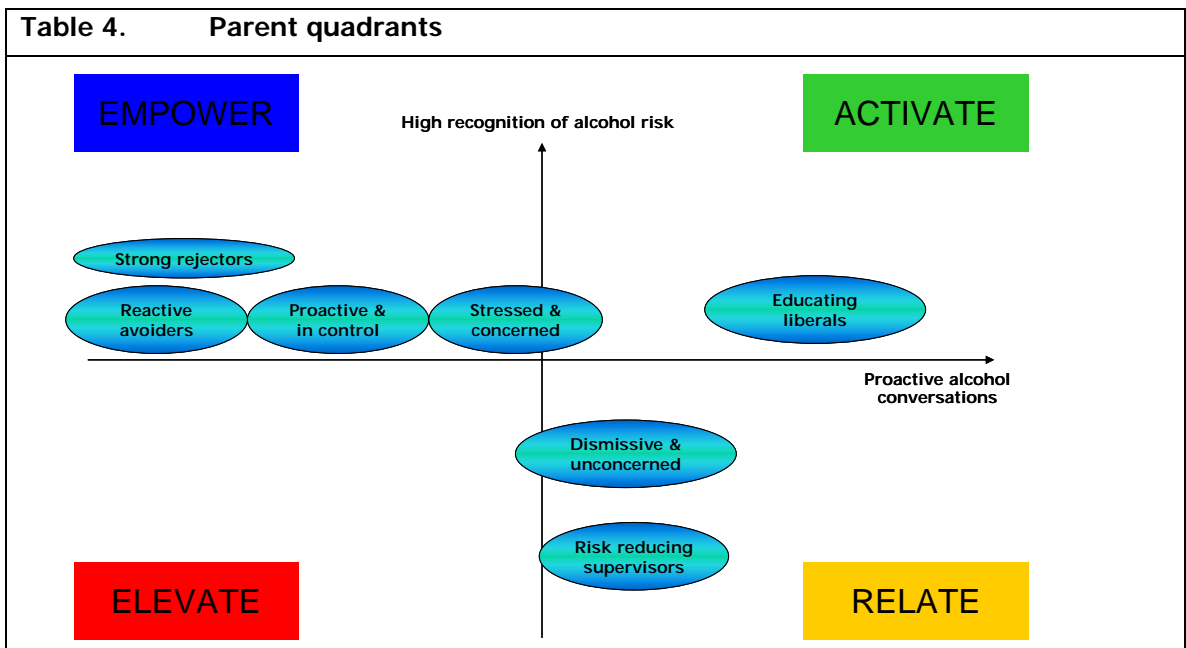 Table 4. Parent quadrants
EMPOWER
ACTIVATE
High recognition of alcohol risk
Strong rejectors
Reactive
avoiders
Proactive &
in control
Stressed &
concerned
Educating
liberals
Proactive alcohol
conversations
Dismissive &
unconcerned
Risk reducing
supervisors
ELEVATE
RELATE